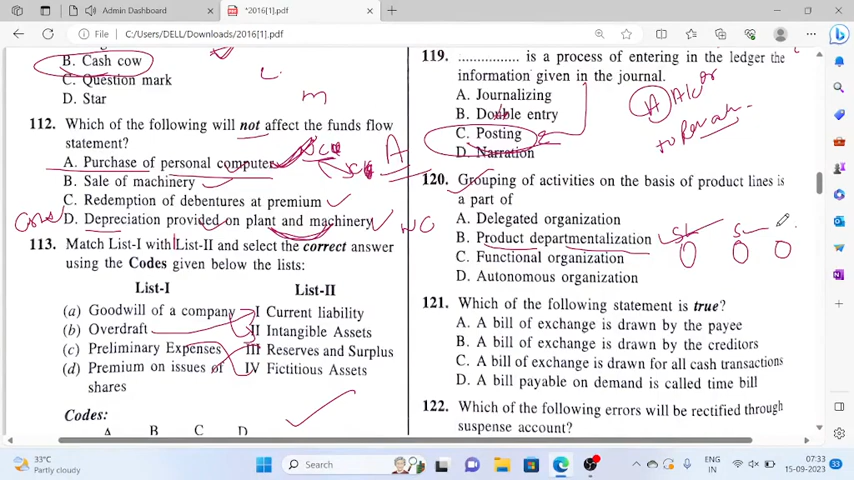 Admin Dashboard
*2016[1].pdf
C:/Users/DELL/Downloads/2016[1].pdf
B. Cash cow
C. Question mark
D. Star
112. Which of the following will not affect the funds flow
statement?
A. Purchase of personal computer
B. Sale of machinery
C. Redemption of debentures at premium
D. Depreciation provided on plant and machinery
A
113. Match List-I with List-II and select the correct answer
using the Codes given below the lists:
List-I List-II
(a) Goodwill of a company I Current liability
(b) Overdraft II Intangible Assets
(c) Preliminary Expenses III Reserves and Surplus
(d) Premium on issues of IV Fictitious Assets
shares
Codes:
A B C D
119. ................ is a process of entering in the ledger the
information given in the journal.
A. Journalizing
B. Double entry
C. Posting
D. Narration
A A/c
120. Grouping of activities on the basis of product lines is
a part of
A. Delegated organization
B. Product departmentalization
C. Functional organization
D. Autonomous organization
121. Which of the following statement is true?
A. A bill of exchange is drawn by the payee
B. A bill of exchange is drawn by the creditors
C. A bill of exchange is drawn for all cash transactions
D. A bill payable on demand is called time bill
122. Which of the following errors will be rectified through
suspense account?
33°C
Partly cloudy
Search
ENG
IN
07:33
15-09-2023
33